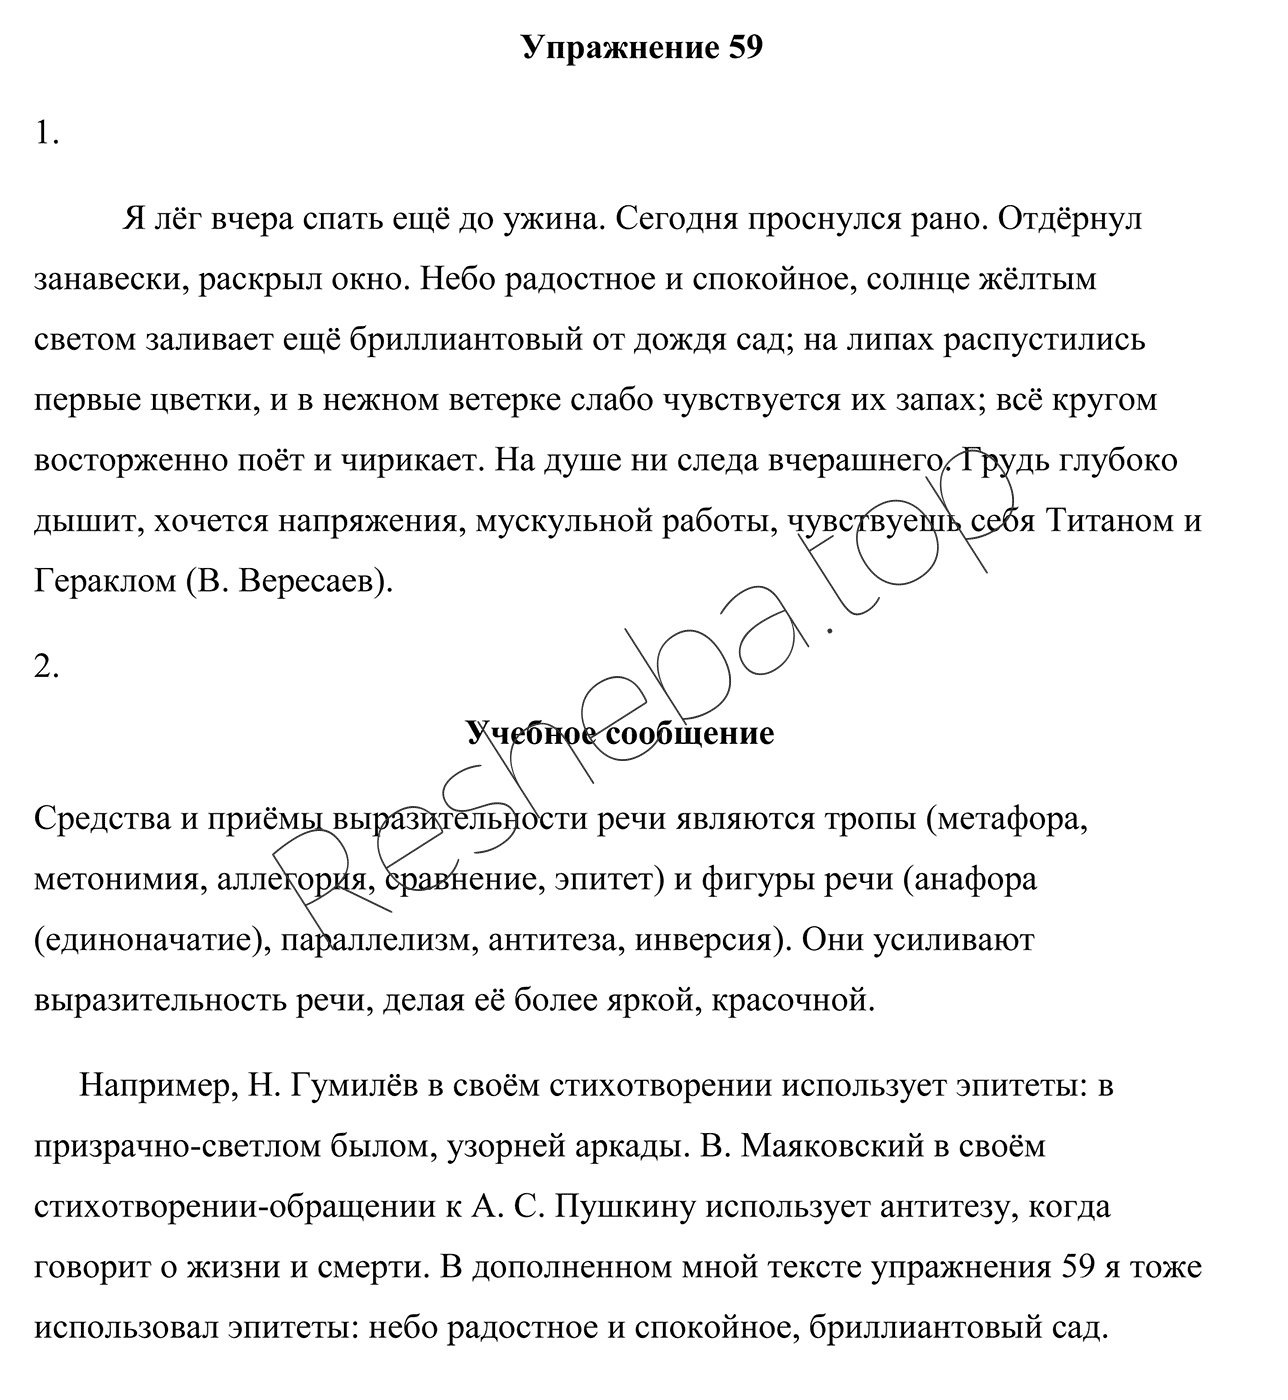 Упражнение 59
1.
Я лёг вчера спать ещё до ужина. Сегодня проснулся рано. Отдёрнул
занавески, раскрыл окно. Небо радостное и спокойное, солнце жёлтым
светом заливает ещё бриллиантовый от дождя сад; на липах распустились
первые цветки, и в нежном ветерке слабо чувствуется их запах; всё кругом
восторженно поёт и чирикает. На душе ни следа вчерашнего. Грудь глубоко
дышит, хочется напряжения, мускульной работы, чувствуешь себя Титаном и
Гераклом (В. Вересаев).
2.
Учебное сообщение
Средства и приёмы выразительности речи являются тропы (метафора,
метонимия, аллегория, сравнение, эпитет) и фигуры речи (анафора
(единоначатие), параллелизм, антитеза, инверсия). Они усиливают
выразительность речи, делая её более яркой, красочной.
Например, Н. Гумилёв в своём стихотворении использует эпитеты: в
призрачно-светлом былом, узорней аркады. В. Маяковский в своём
стихотворении-обращении к А. С. Пушкину использует антитезу, когда
говорит о жизни и смерти. В дополненном мной тексте упражнения 59 я тоже
использовал эпитеты: небо радостное и спокойное, бриллиантовый сад.
Resheba.top